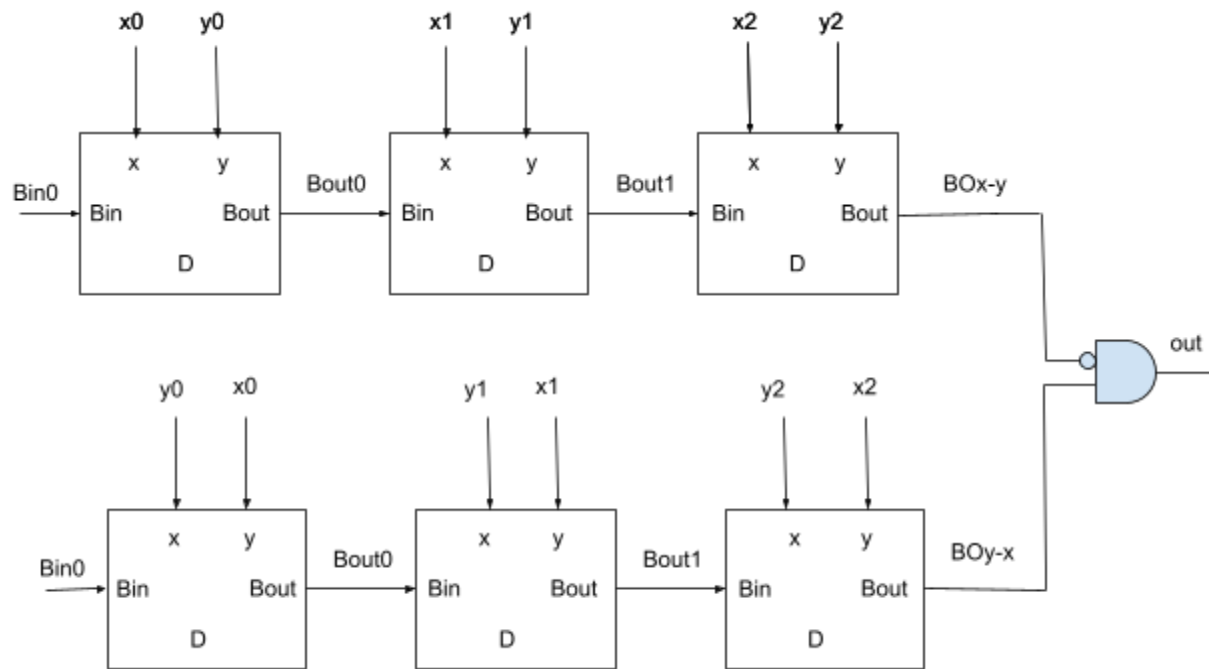 x0 y0 x1 y1 x2 y2
x y x y x y
Bin0 Bout0 Bout1 BOx-y
Bin Bout Bin Bout Bin Bout
D D D
out
y0 x0 y1 x1 y2 x2
x y x y x y
Bin0 Bout0 Bout1 BOy-x
Bin Bout Bin Bout Bin Bout
D D D